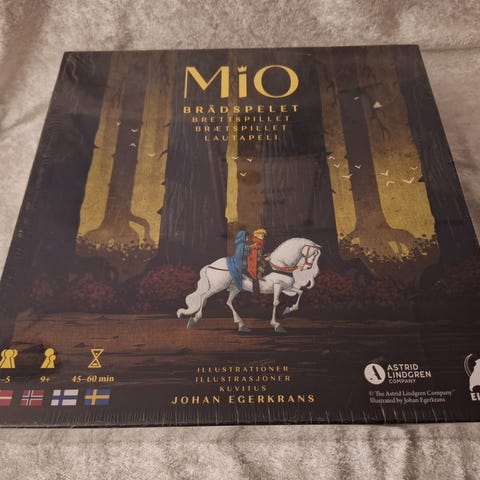 MiO
BRÄDSPELET
BRETTSPILLET
BRÆTSPILLET
LAUTAPELI
-5 9+ 45-60 min
ILLUSTRATIONER
ILLUSTRASJONER
KUVITUS
JOHAN EGERKRANS
ASTRID
LINDGREN
COMPANY
© The Astrid Lindgren Company
Illustrated by Johan Egerkrans